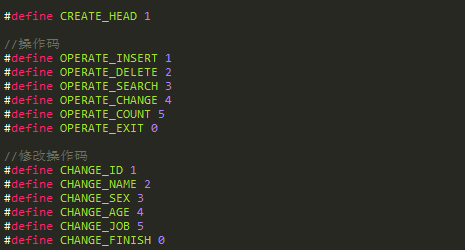 #define CREATE_HEAD 1
//操作码
#define OPERATE_INSERT 1
#define OPERATE_DELETE 2
#define OPERATE_SEARCH 3
#define OPERATE_CHANGE 4
#define OPERATE_COUNT 5
#define OPERATE_EXIT 0
//修改操作码
#define CHANGE_ID 1
#define CHANGE_NAME 2
#define CHANGE_SEX 3
#define CHANGE_AGE 4
#define CHANGE_JOB 5
#define CHANGE_FINISH 0